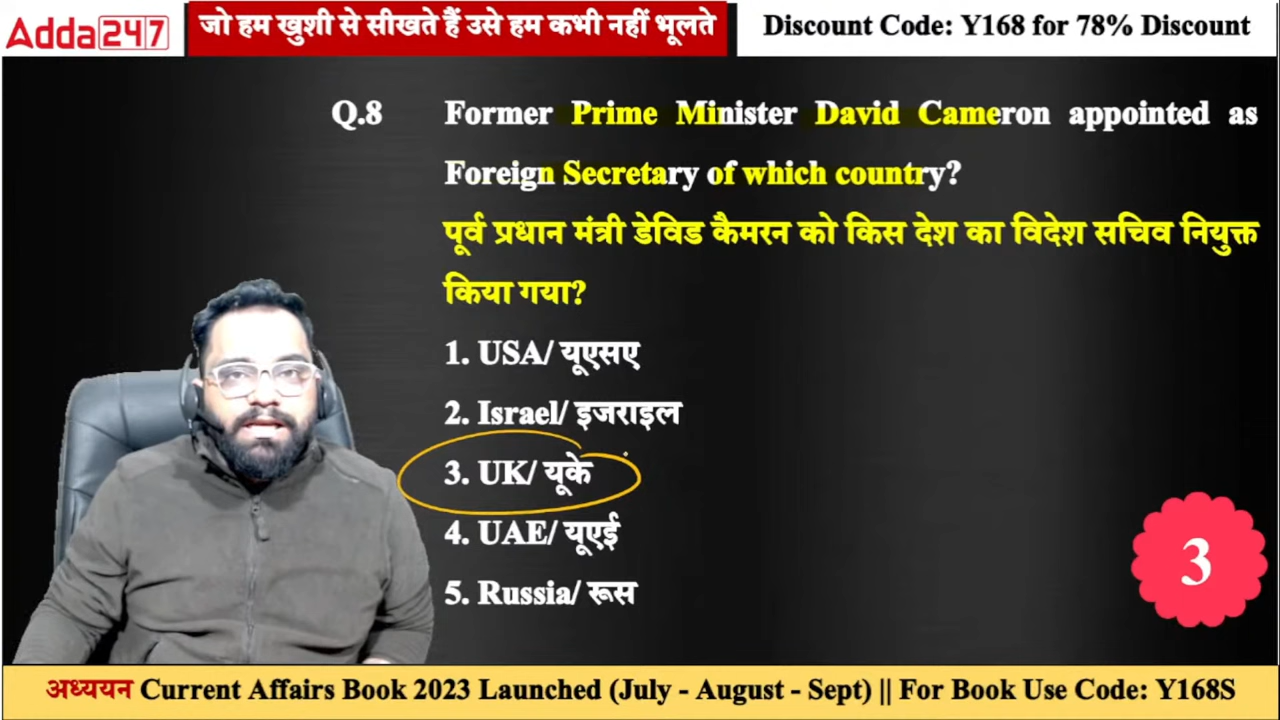 Adda247
जो हम खुशी से सीखते हैं उसे हम कभी नहीं भूलते
Discount Code: Y168 for 78% Discount
Q.8 Former Prime Minister David Cameron appointed as
Foreign Secretary of which country?
पूर्व प्रधान मंत्री डेविड कैमरन को किस देश का विदेश सचिव नियुक्त
किया गया?
1. USA/ यूएसए
2. Israel/ इजराइल
3. UK/ यूके
4. UAE/ यूएई
5. Russia/ रूस
3
अध्ययन Current Affairs Book 2023 Launched (July - August - Sept) || For Book Use Code: Y168S